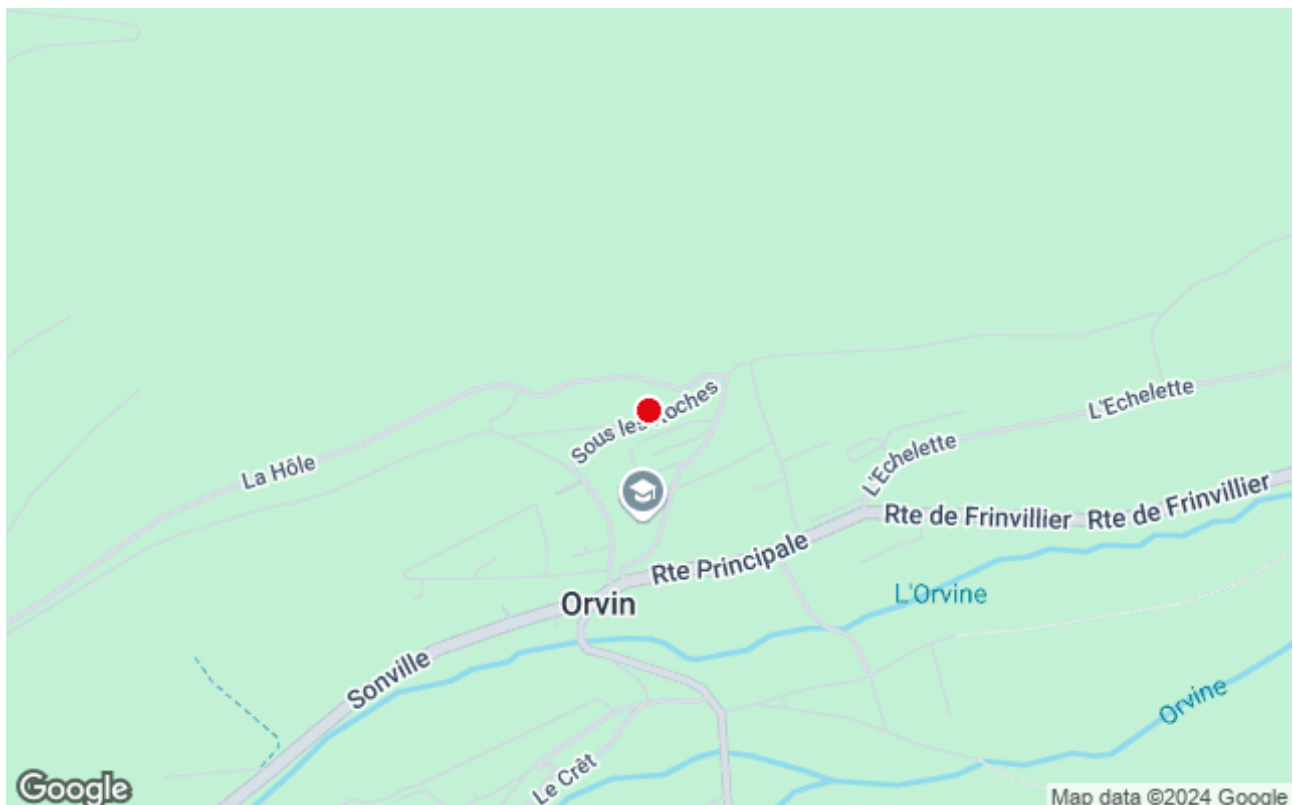 Sous les Roches
La Hôle
L'Echelette
L'Echelette
Rte de Frinvillier
Rte de Frinvillier
Rte Principale
L'Orvine
Orvin
Sonville
Orvine
Le Crêt
Google
Map data ©2024 Google